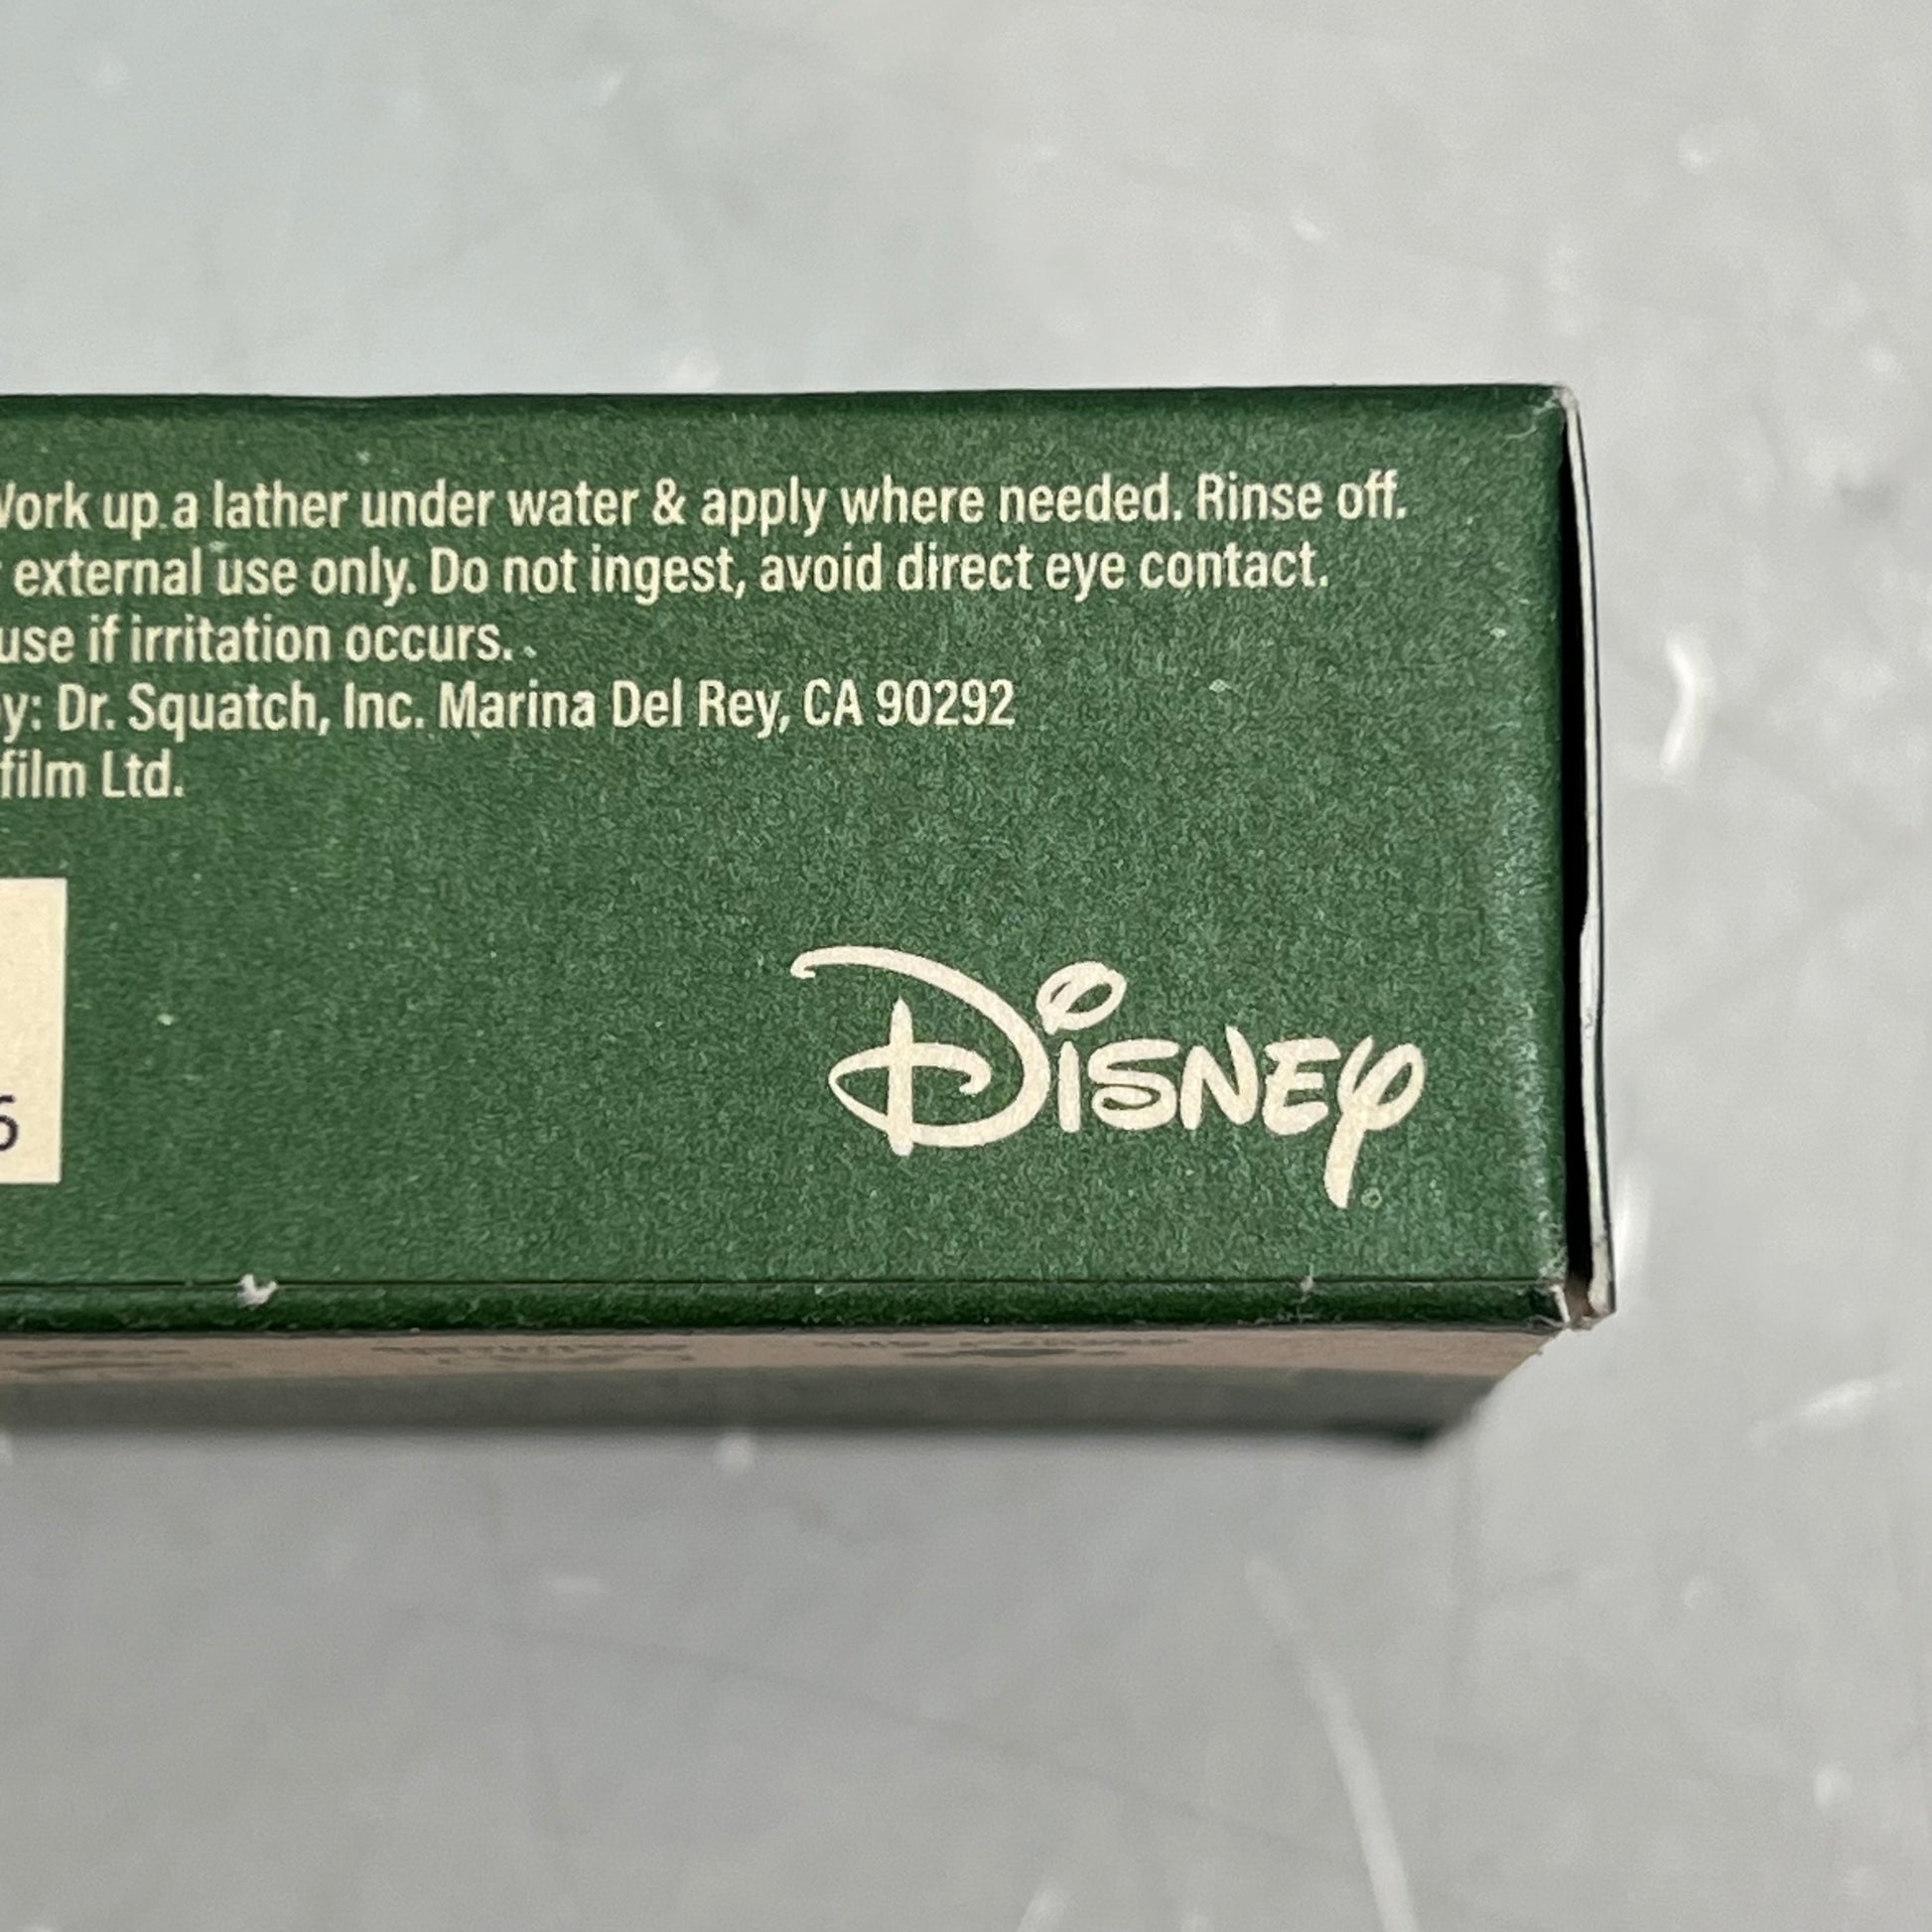 Work up a lather under water & apply where needed. Rinse off.
external use only. Do not ingest, avoid direct eye contact.
use if irritation occurs.
y: Dr. Squatch, Inc. Marina Del Rey, CA 90292
film Ltd.
6
Disney